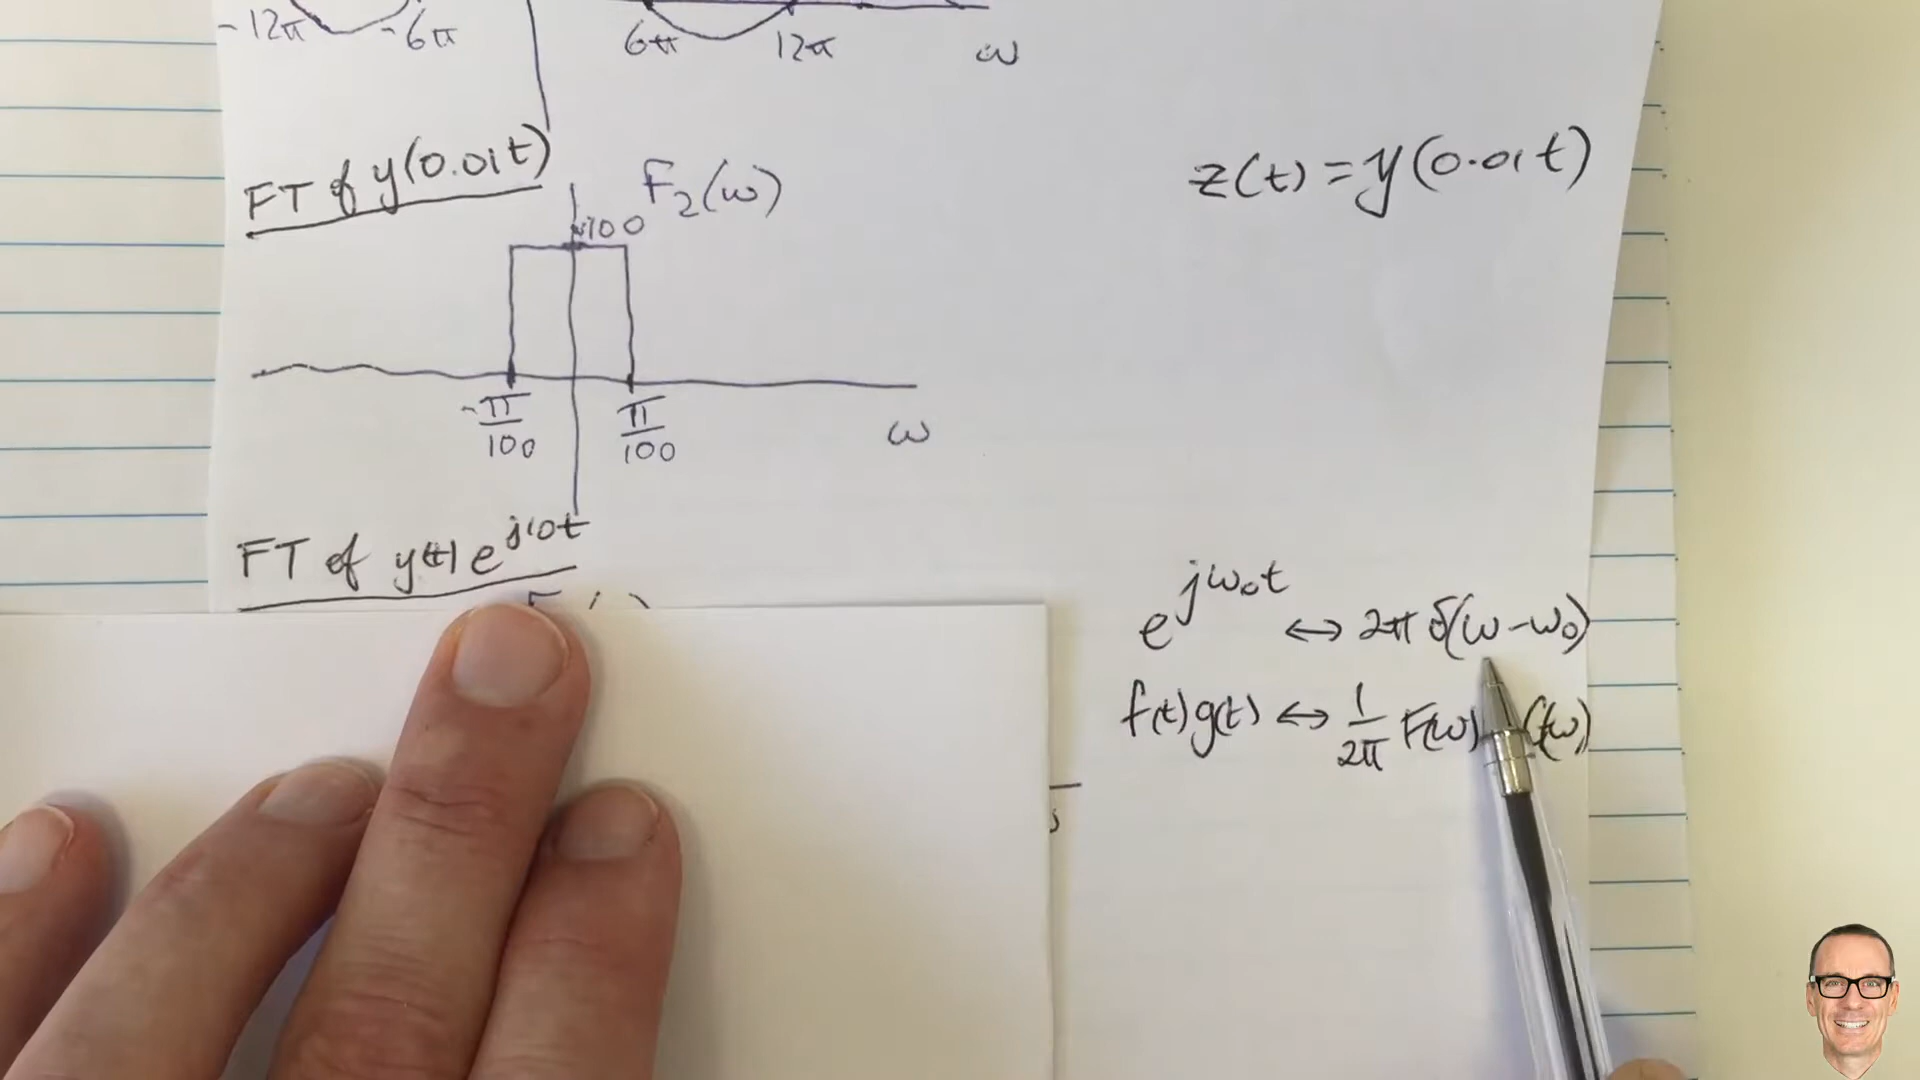 -12π -6π 6π 12π ω
FT of y(0.01t)
F₂(ω)
z(t) = y(0.01t)
100
-π/100 π/100 ω
FT of y(t) e^{j10t}
e^{jω₀t} ↔ 2π δ(ω-ω₀)
f(t)g(t) ↔ 1/2π F(ω) (ω)